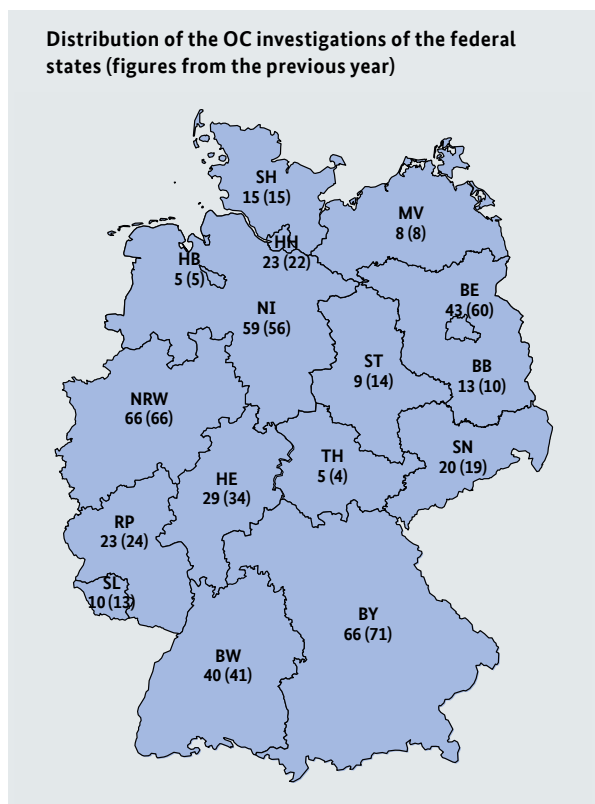 Distribution of the OC investigations of the federal
states (figures from the previous year)
SH
15 (15)
MV
8 (8)
HH
23 (22)
HB
5 (5)
BE
43 (60)
NI
59 (56)
ST
9 (14)
BB
13 (10)
NRW
66 (66)
SN
20 (19)
TH
5 (4)
HE
29 (34)
RP
23 (24)
SL
10 (13)
BY
66 (71)
BW
40 (41)